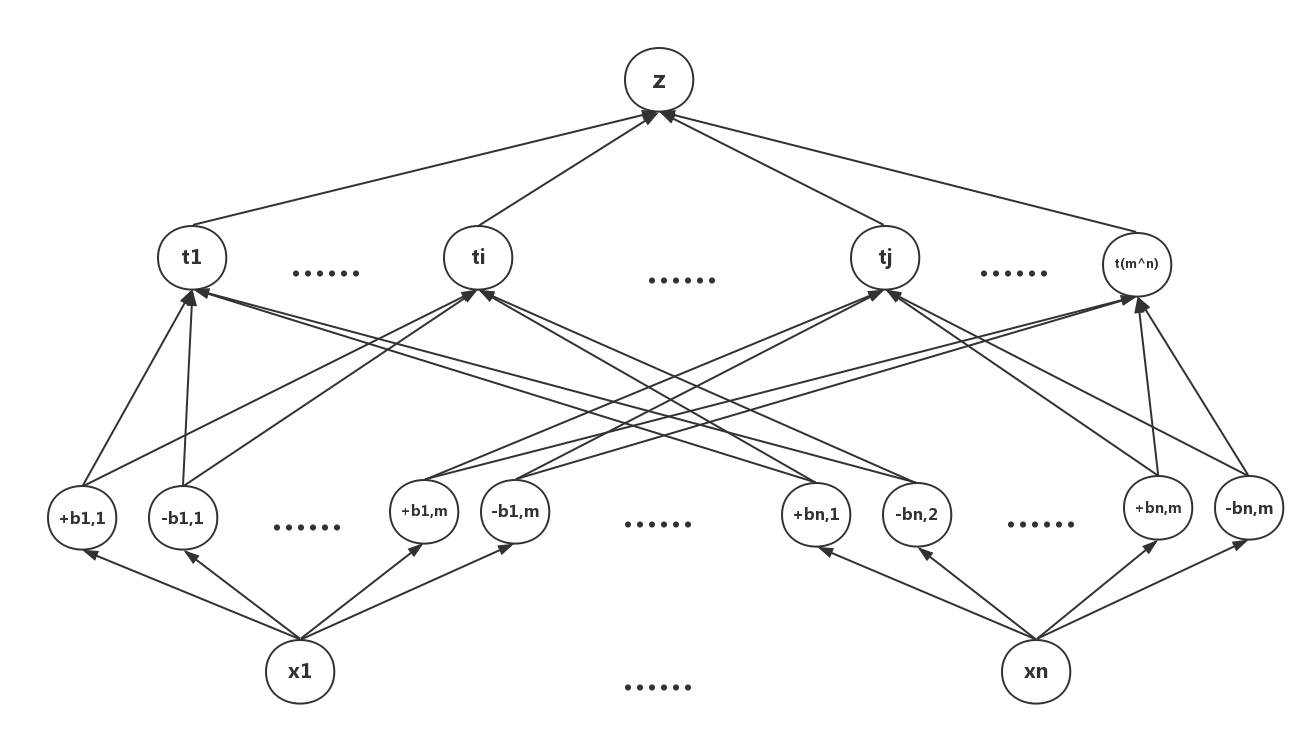 z
t1 ...... ti ...... tj ...... t(m^n)
+b1,1 -b1,1 ...... +b1,m -b1,m ...... +bn,1 -bn,2 ...... +bn,m -bn,m
x1 ...... xn